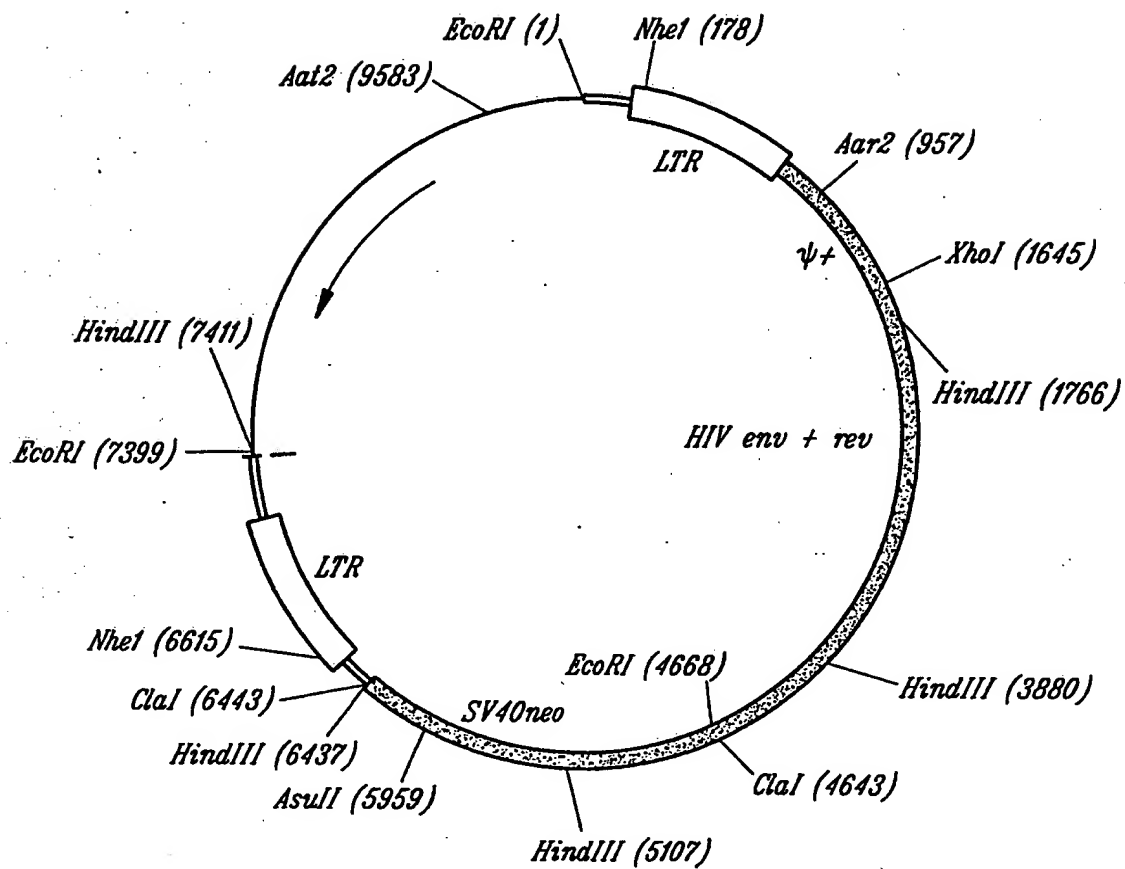 EcoRI (1)
Nhe1 (178)
Aat2 (9583)
LTR
Aar2 (957)
ψ+
XhoI (1645)
HindIII (7411)
HindIII (1766)
HIV env + rev
EcoRI (7399)
LTR
Nhe1 (6615)
EcoRI (4668)
HindIII (3880)
ClaI (6443)
SV40neo
HindIII (6437)
ClaI (4643)
AsuII (5959)
HindIII (5107)